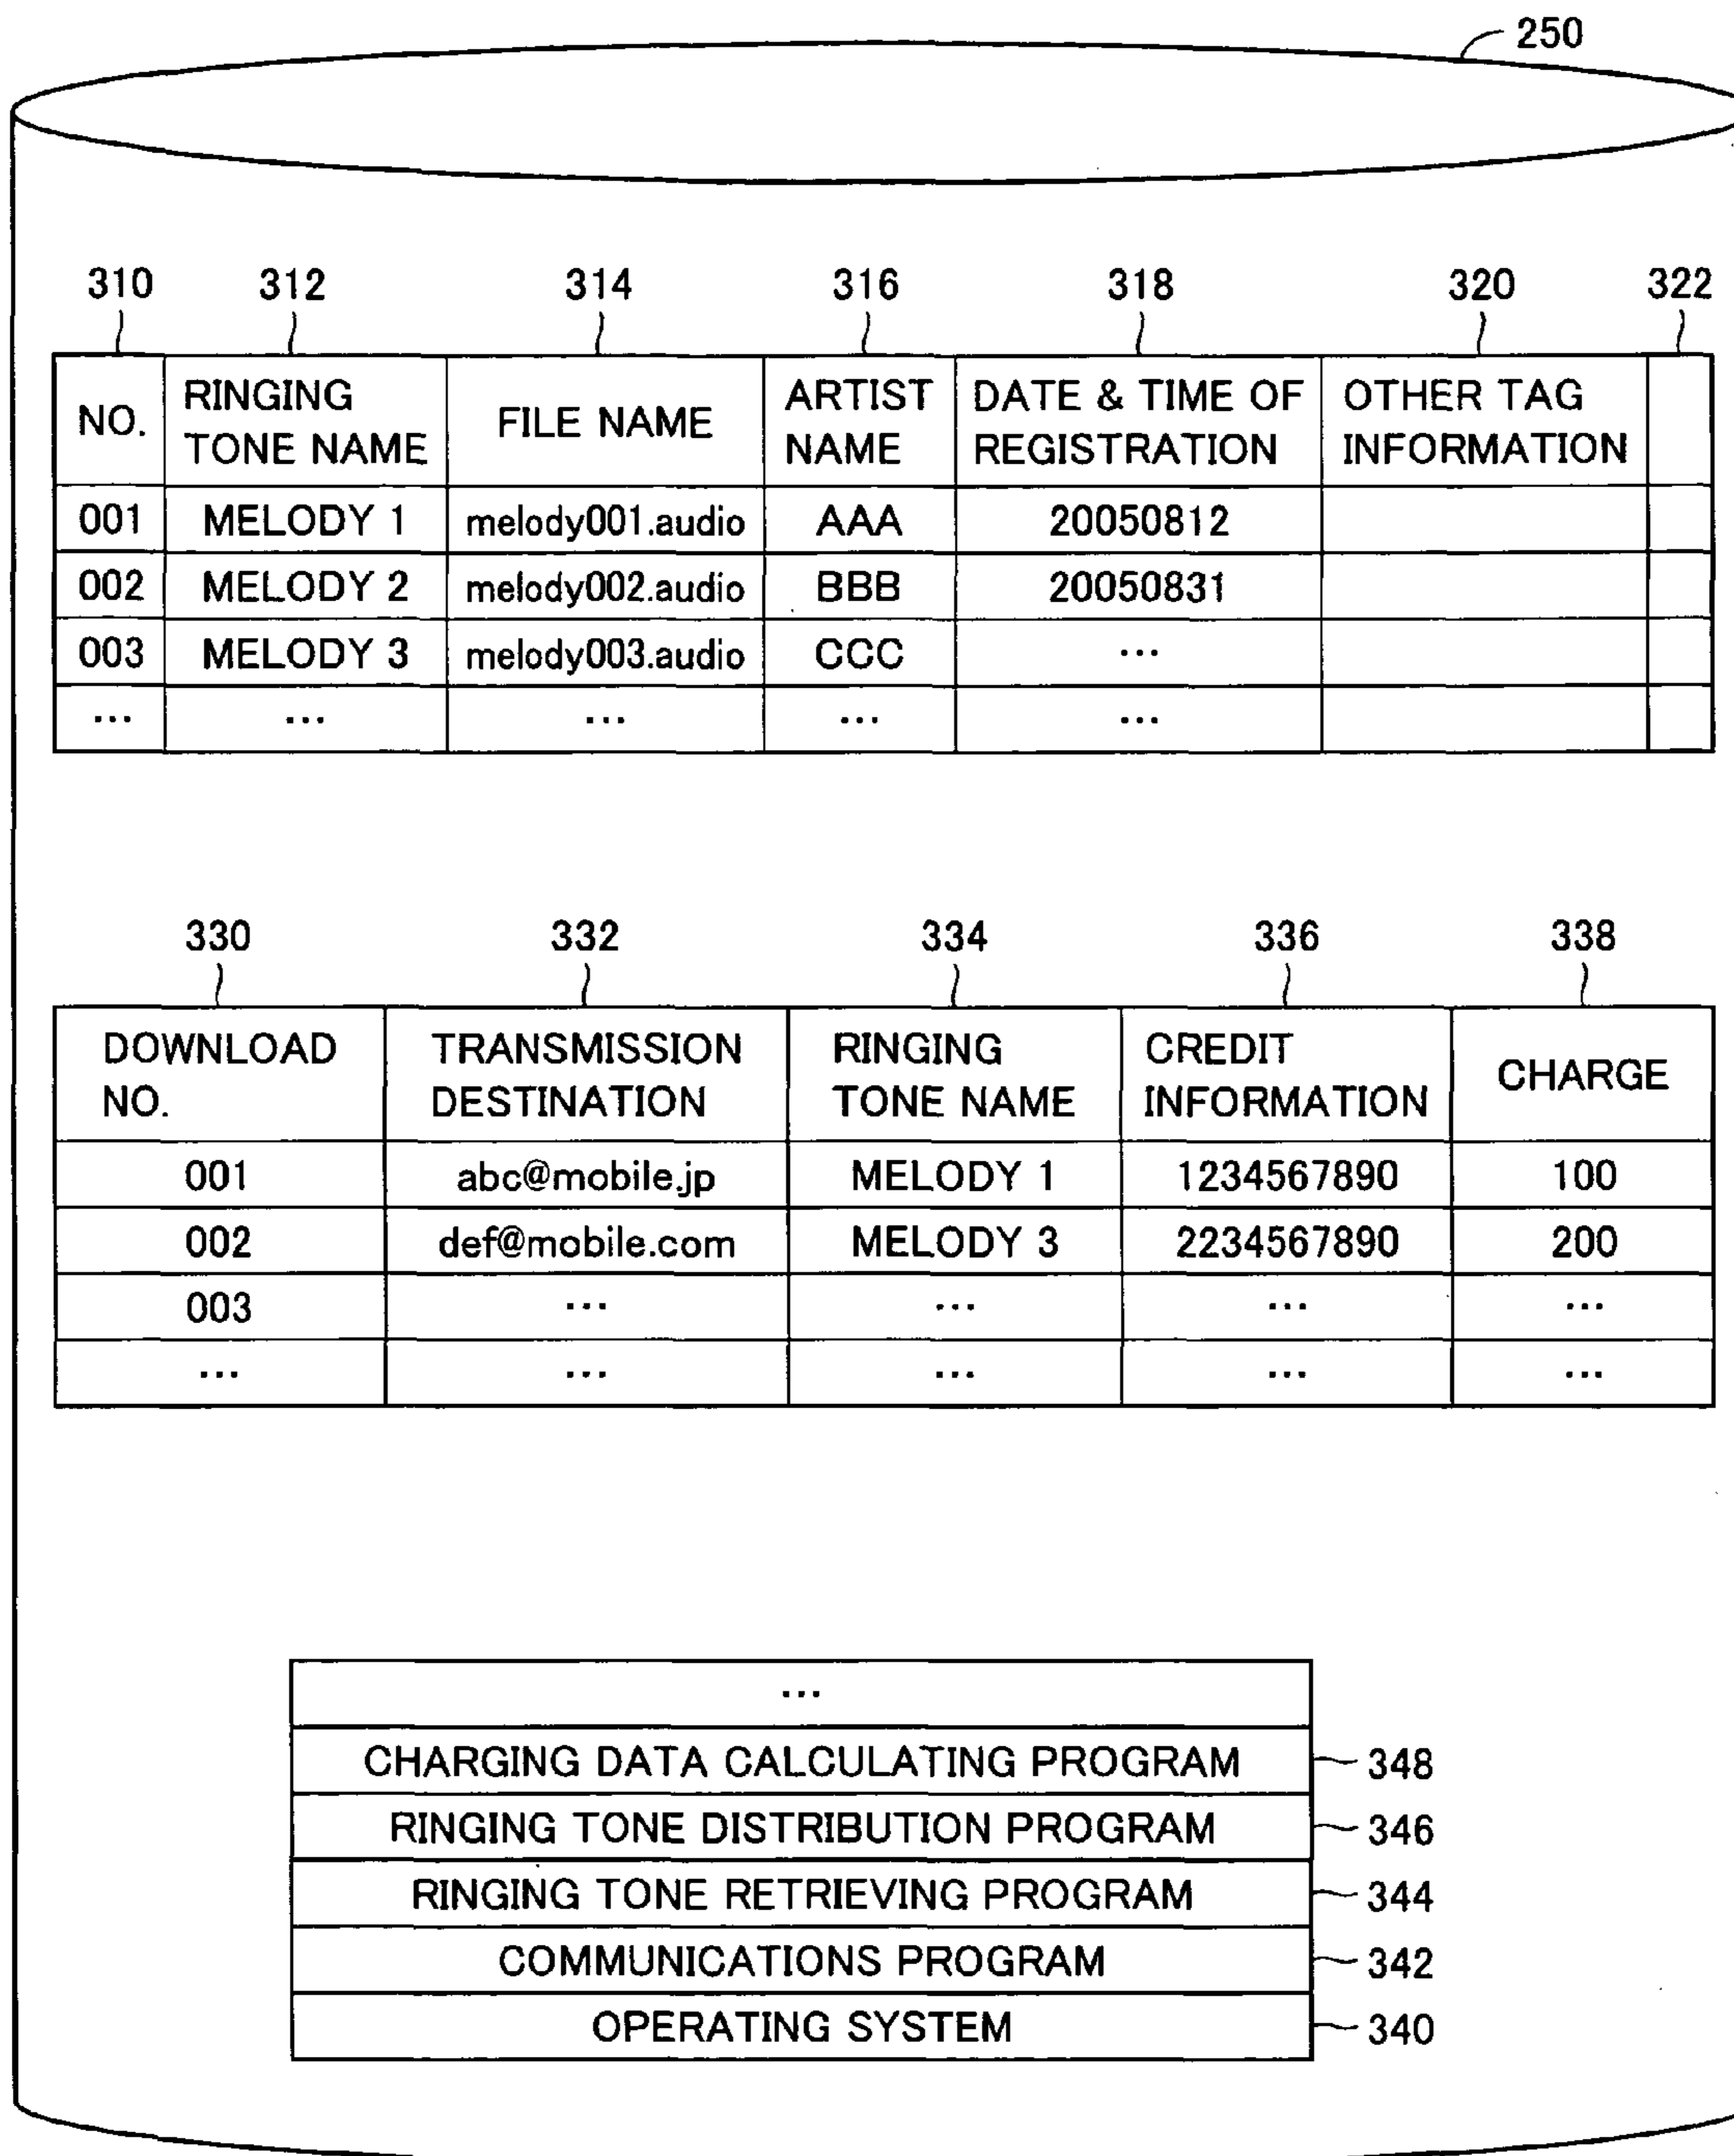 250
310 312 314 316 318 320 322
NO. RINGING TONE NAME FILE NAME ARTIST NAME DATE & TIME OF REGISTRATION OTHER TAG INFORMATION
001 MELODY 1 melody001.audio AAA 20050812
002 MELODY 2 melody002.audio BBB 20050831
003 MELODY 3 melody003.audio CCC ...
... ... ... ... ...
330 332 334 336 338
DOWNLOAD NO. TRANSMISSION DESTINATION RINGING TONE NAME CREDIT INFORMATION CHARGE
001 abc@mobile.jp MELODY 1 1234567890 100
002 def@mobile.com MELODY 3 2234567890 200
003 ... ... ... ...
... ... ... ... ...
...
CHARGING DATA CALCULATING PROGRAM 348
RINGING TONE DISTRIBUTION PROGRAM 346
RINGING TONE RETRIEVING PROGRAM 344
COMMUNICATIONS PROGRAM 342
OPERATING SYSTEM 340